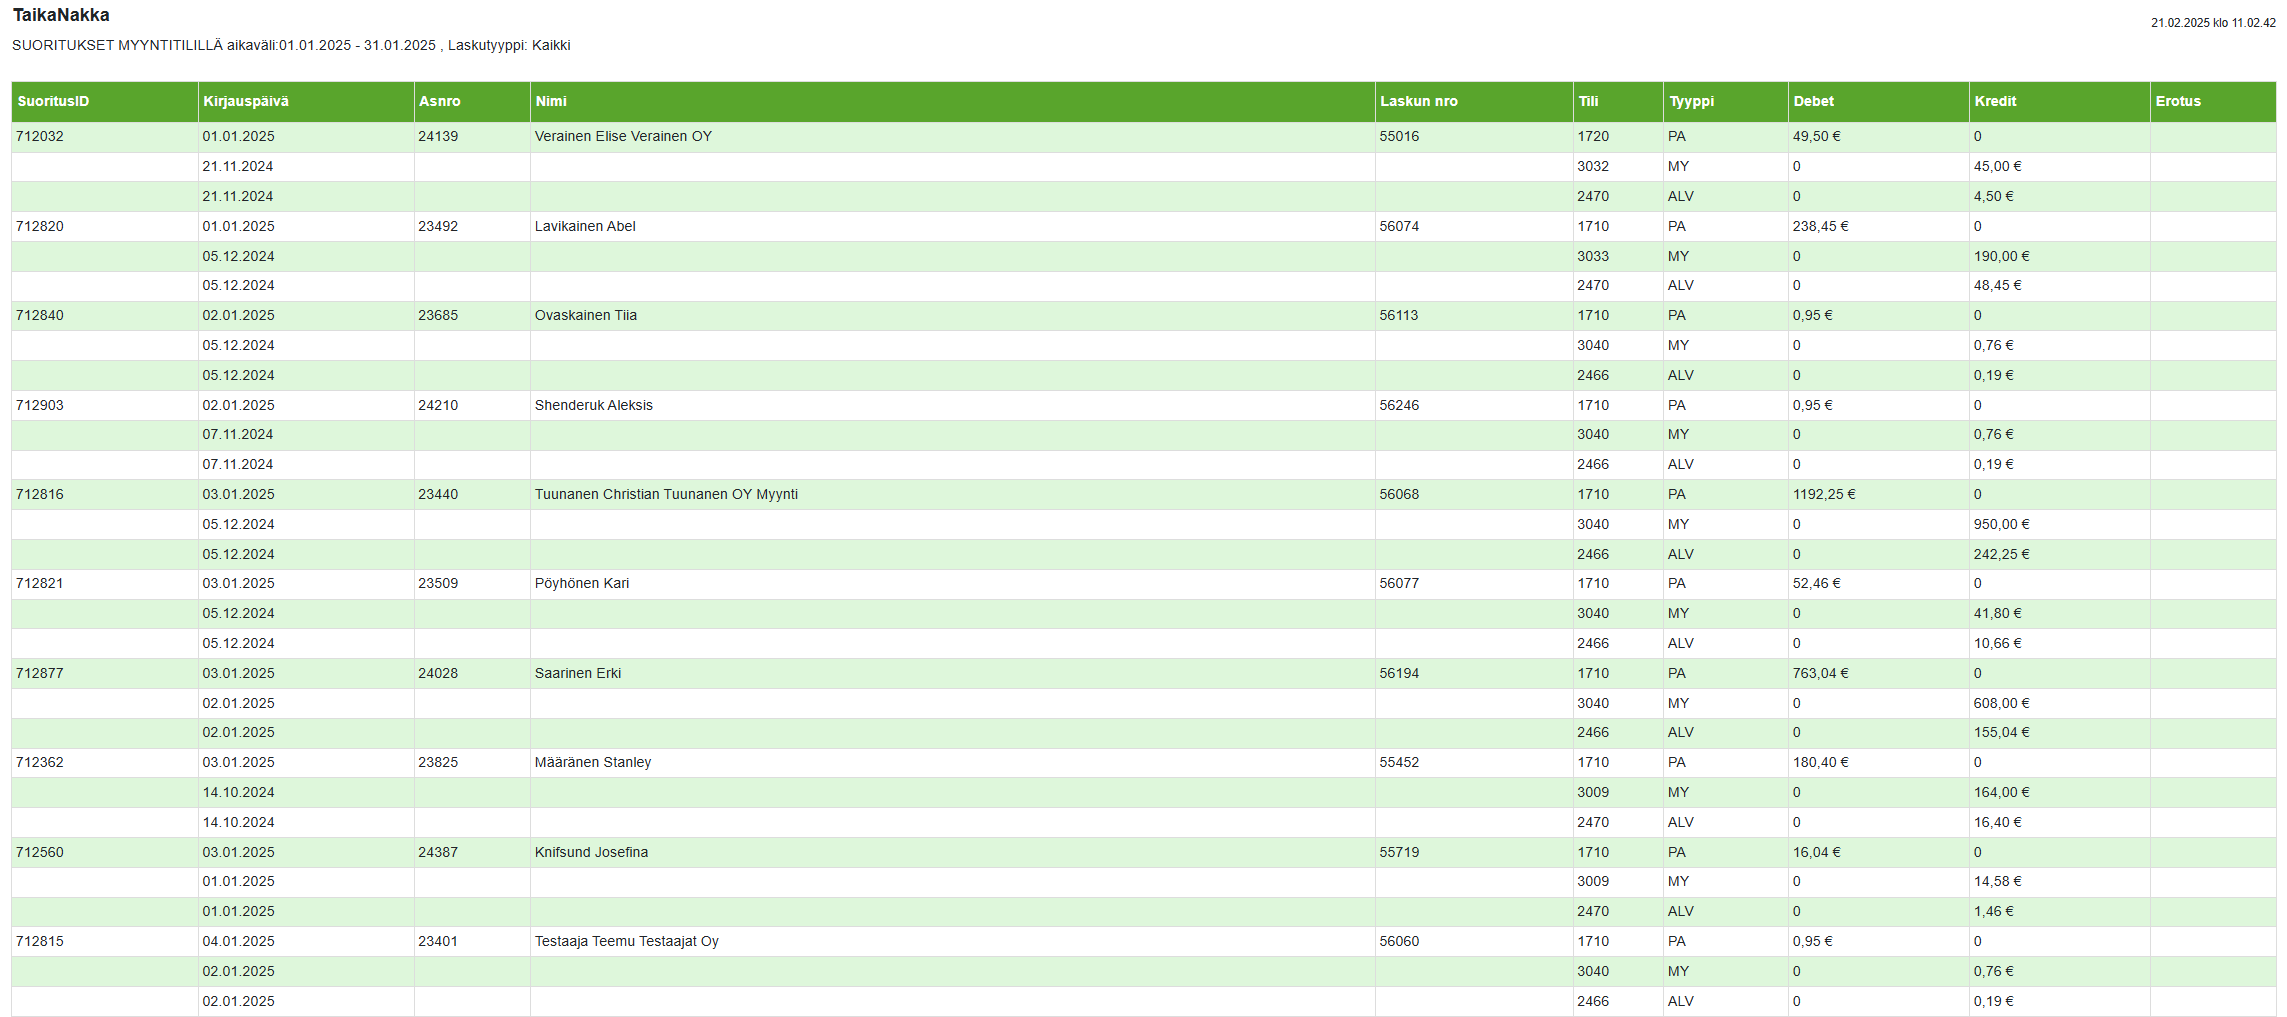 TaikaNakka
21.02.2025 klo 11.02.42
SUORITUKSET MYYNTITILILLÄ aikaväli:01.01.2025 - 31.01.2025 , Laskutyyppi: Kaikki
SuoritusID Kirjauspäivä Asnro Nimi Laskun nro Tili Tyyppi Debet Kredit Erotus
712032 01.01.2025 24139 Verainen Elise Verainen OY 55016 1720 PA 49,50 € 0
21.11.2024 3032 MY 0 45,00 €
21.11.2024 2470 ALV 0 4,50 €
712820 01.01.2025 23492 Lavikainen Abel 56074 1710 PA 238,45 € 0
05.12.2024 3033 MY 0 190,00 €
05.12.2024 2470 ALV 0 48,45 €
712840 02.01.2025 23685 Ovaskainen Tiia 56113 1710 PA 0,95 € 0
05.12.2024 3040 MY 0 0,76 €
05.12.2024 2466 ALV 0 0,19 €
712903 02.01.2025 24210 Shenderuk Aleksis 56246 1710 PA 0,95 € 0
07.11.2024 3040 MY 0 0,76 €
07.11.2024 2466 ALV 0 0,19 €
712816 03.01.2025 23440 Tuunanen Christian Tuunanen OY Myynti 56068 1710 PA 1192,25 € 0
05.12.2024 3040 MY 0 950,00 €
05.12.2024 2466 ALV 0 242,25 €
712821 03.01.2025 23509 Pöyhönen Kari 56077 1710 PA 52,46 € 0
05.12.2024 3040 MY 0 41,80 €
05.12.2024 2466 ALV 0 10,66 €
712877 03.01.2025 24028 Saarinen Erki 56194 1710 PA 763,04 € 0
02.01.2025 3040 MY 0 608,00 €
02.01.2025 2466 ALV 0 155,04 €
712362 03.01.2025 23825 Määränen Stanley 55452 1710 PA 180,40 € 0
14.10.2024 3009 MY 0 164,00 €
14.10.2024 2470 ALV 0 16,40 €
712560 03.01.2025 24387 Knifsund Josefina 55719 1710 PA 16,04 € 0
01.01.2025 3009 MY 0 14,58 €
01.01.2025 2470 ALV 0 1,46 €
712815 04.01.2025 23401 Testaaja Teemu Testaajat Oy 56060 1710 PA 0,95 € 0
02.01.2025 3040 MY 0 0,76 €
02.01.2025 2466 ALV 0 0,19 €